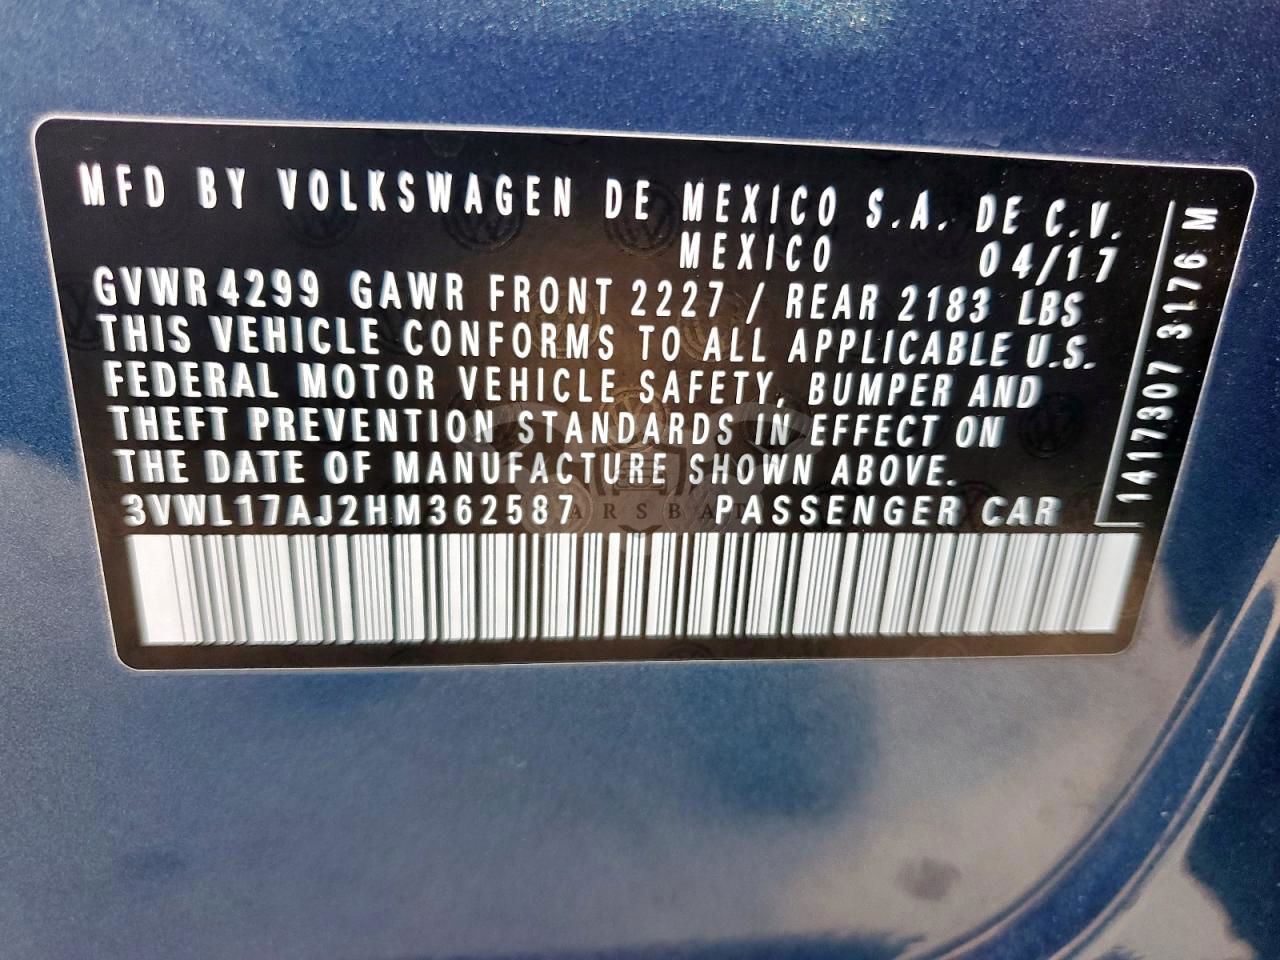 MFD BY VOLKSWAGEN DE MEXICO S.A. DE C.V.
MEXICO 04/17
GVWR 4299 GAWR FRONT 2227 / REAR 2183 LBS
THIS VEHICLE CONFORMS TO ALL APPLICABLE U.S.
FEDERAL MOTOR VEHICLE SAFETY, BUMPER AND
THEFT PREVENTION STANDARDS IN EFFECT ON
THE DATE OF MANUFACTURE SHOWN ABOVE.
3VWL17AJ2HM362587 PASSENGER CAR
1417307 3176 M